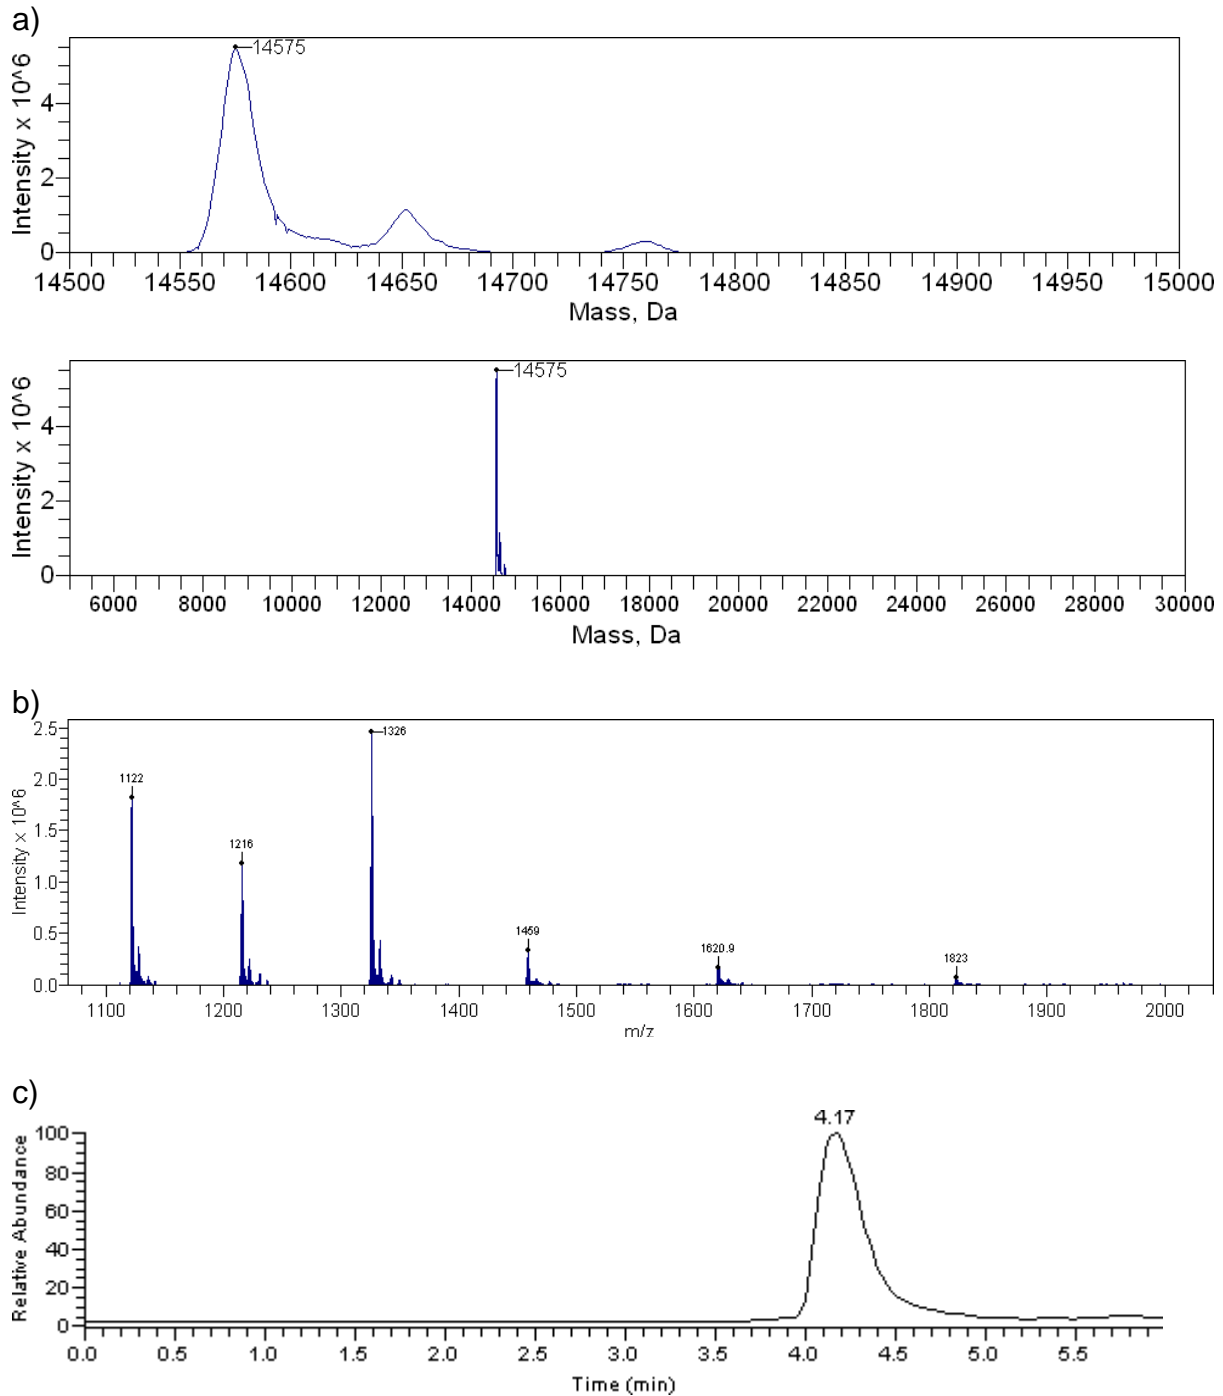 a)
14575
Intensity x 10^6
4
2
0
14500 14550 14600 14650 14700 14750 14800 14850 14900 14950 15000
Mass, Da
14575
Intensity x 10^6
4
2
0
6000 8000 10000 12000 14000 16000 18000 20000 22000 24000 26000 28000 30000
Mass, Da
b)
Intensity x 10^6
2.5
2.0
1.5
1.0
0.5
0.0
1326
1122
1216
1459
1620.9
1823
1100 1200 1300 1400 1500 1600 1700 1800 1900 2000
m/z
c)
4.17
Relative Abundance
100
80
60
40
20
0
0.0 0.5 1.0 1.5 2.0 2.5 3.0 3.5 4.0 4.5 5.0 5.5
Time (min)